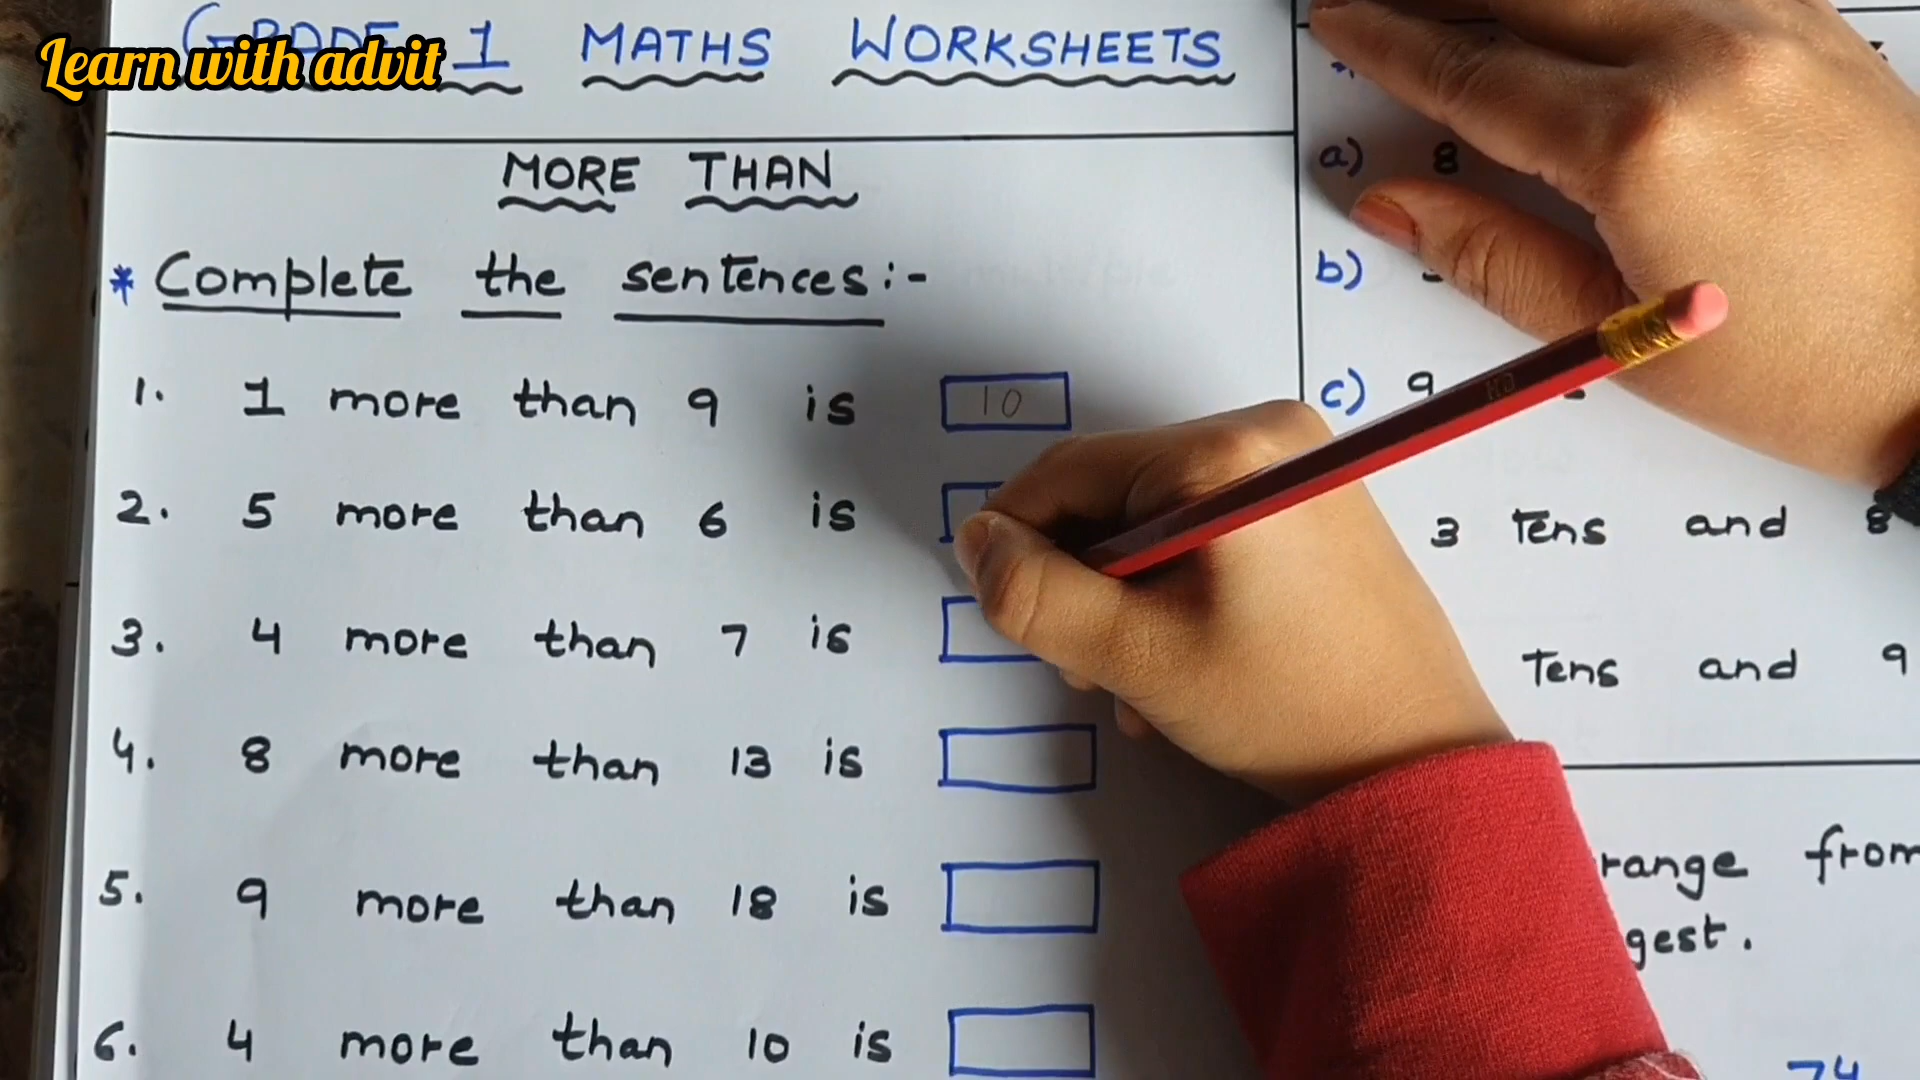 Learn with advit
GRADE 1 MATHS WORKSHEETS
MORE THAN
* Complete the sentences:-
1. 1 more than 9 is 10
2. 5 more than 6 is
3. 4 more than 7 is
4. 8 more than 13 is
5. 9 more than 18 is
6. 4 more than 10 is
a) 8
b)
c) 9
3 Tens and 8
Tens and 9
range from
gest.
74